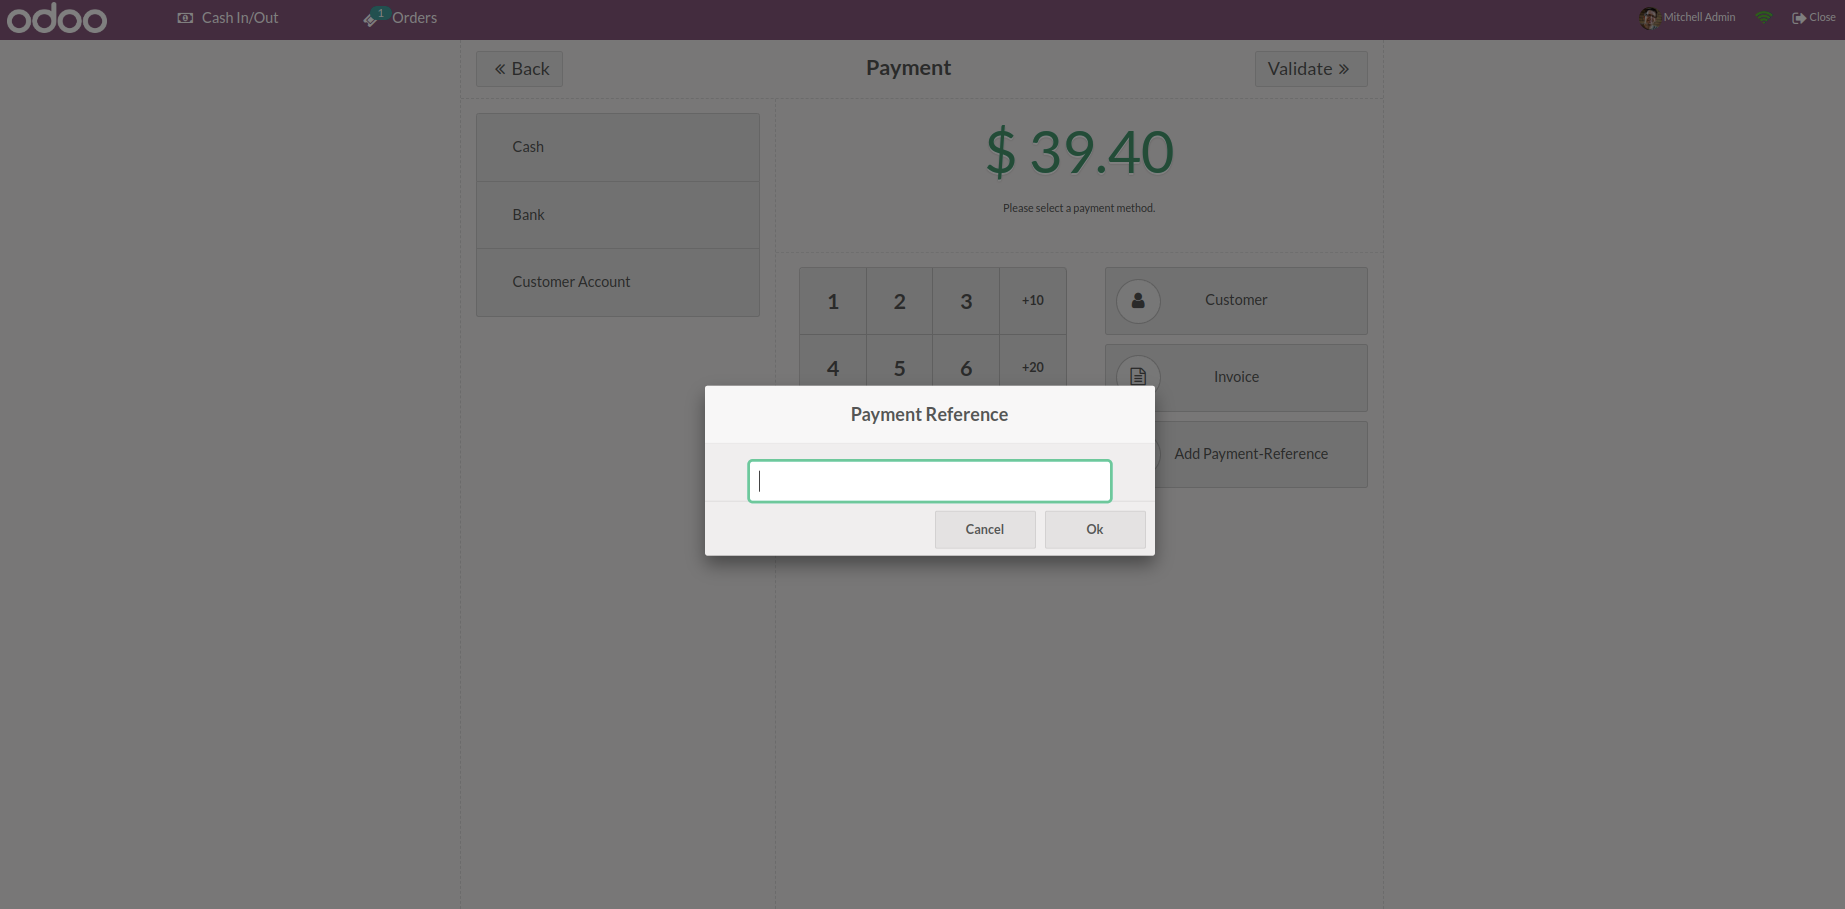 odoo
Cash In/Out
1
Orders
Mitchell Admin
Close
Back
Payment
Validate
Cash
Bank
Customer Account
$ 39.40
Please select a payment method.
1 2 3 +10
4 5 6 +20
Customer
Invoice
Add Payment-Reference
Payment Reference
Cancel
Ok